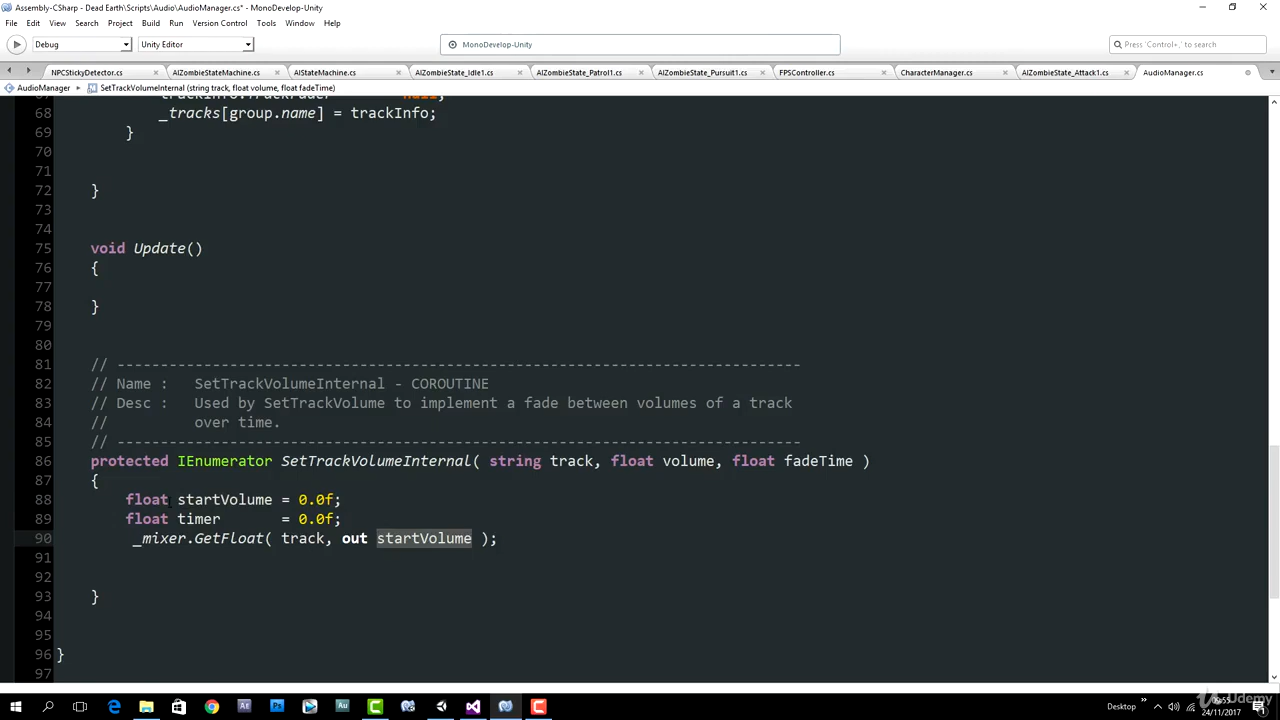 Assembly-CSharp - Dead Earth\Scripts\Audio\AudioManager.cs* - MonoDevelop-Unity
File Edit View Search Project Build Run Version Control Tools Window Help
Debug Unity Editor MonoDevelop-Unity Press 'Control+,' to search
NPCStickyDetector.cs AIZombieStateMachine.cs AIStateMachine.cs AIZombieState_Idle1.cs AIZombieState_Patrol1.cs AIZombieState_Pursuit1.cs FPSController.cs CharacterManager.cs AIZombieState_Attack1.cs AudioManager.cs
AudioManager SetTrackVolumeInternal (string track, float volume, float fadeTime)
67 trackInfo.TrackFader = null;
68 _tracks[group.name] = trackInfo;
69 }
70
71
72 }
73
74
75 void Update()
76 {
77
78 }
79
80
81 // -------------------------------------------------------------------------------
82 // Name : SetTrackVolumeInternal - COROUTINE
83 // Desc : Used by SetTrackVolume to implement a fade between volumes of a track
84 // over time.
85 // -------------------------------------------------------------------------------
86 protected IEnumerator SetTrackVolumeInternal( string track, float volume, float fadeTime )
87 {
88 float startVolume = 0.0f;
89 float timer = 0.0f;
90 _mixer.GetFloat( track, out startVolume );
91
92
93 }
94
95
96 }
97
Desktop
24/11/2017
Udemy